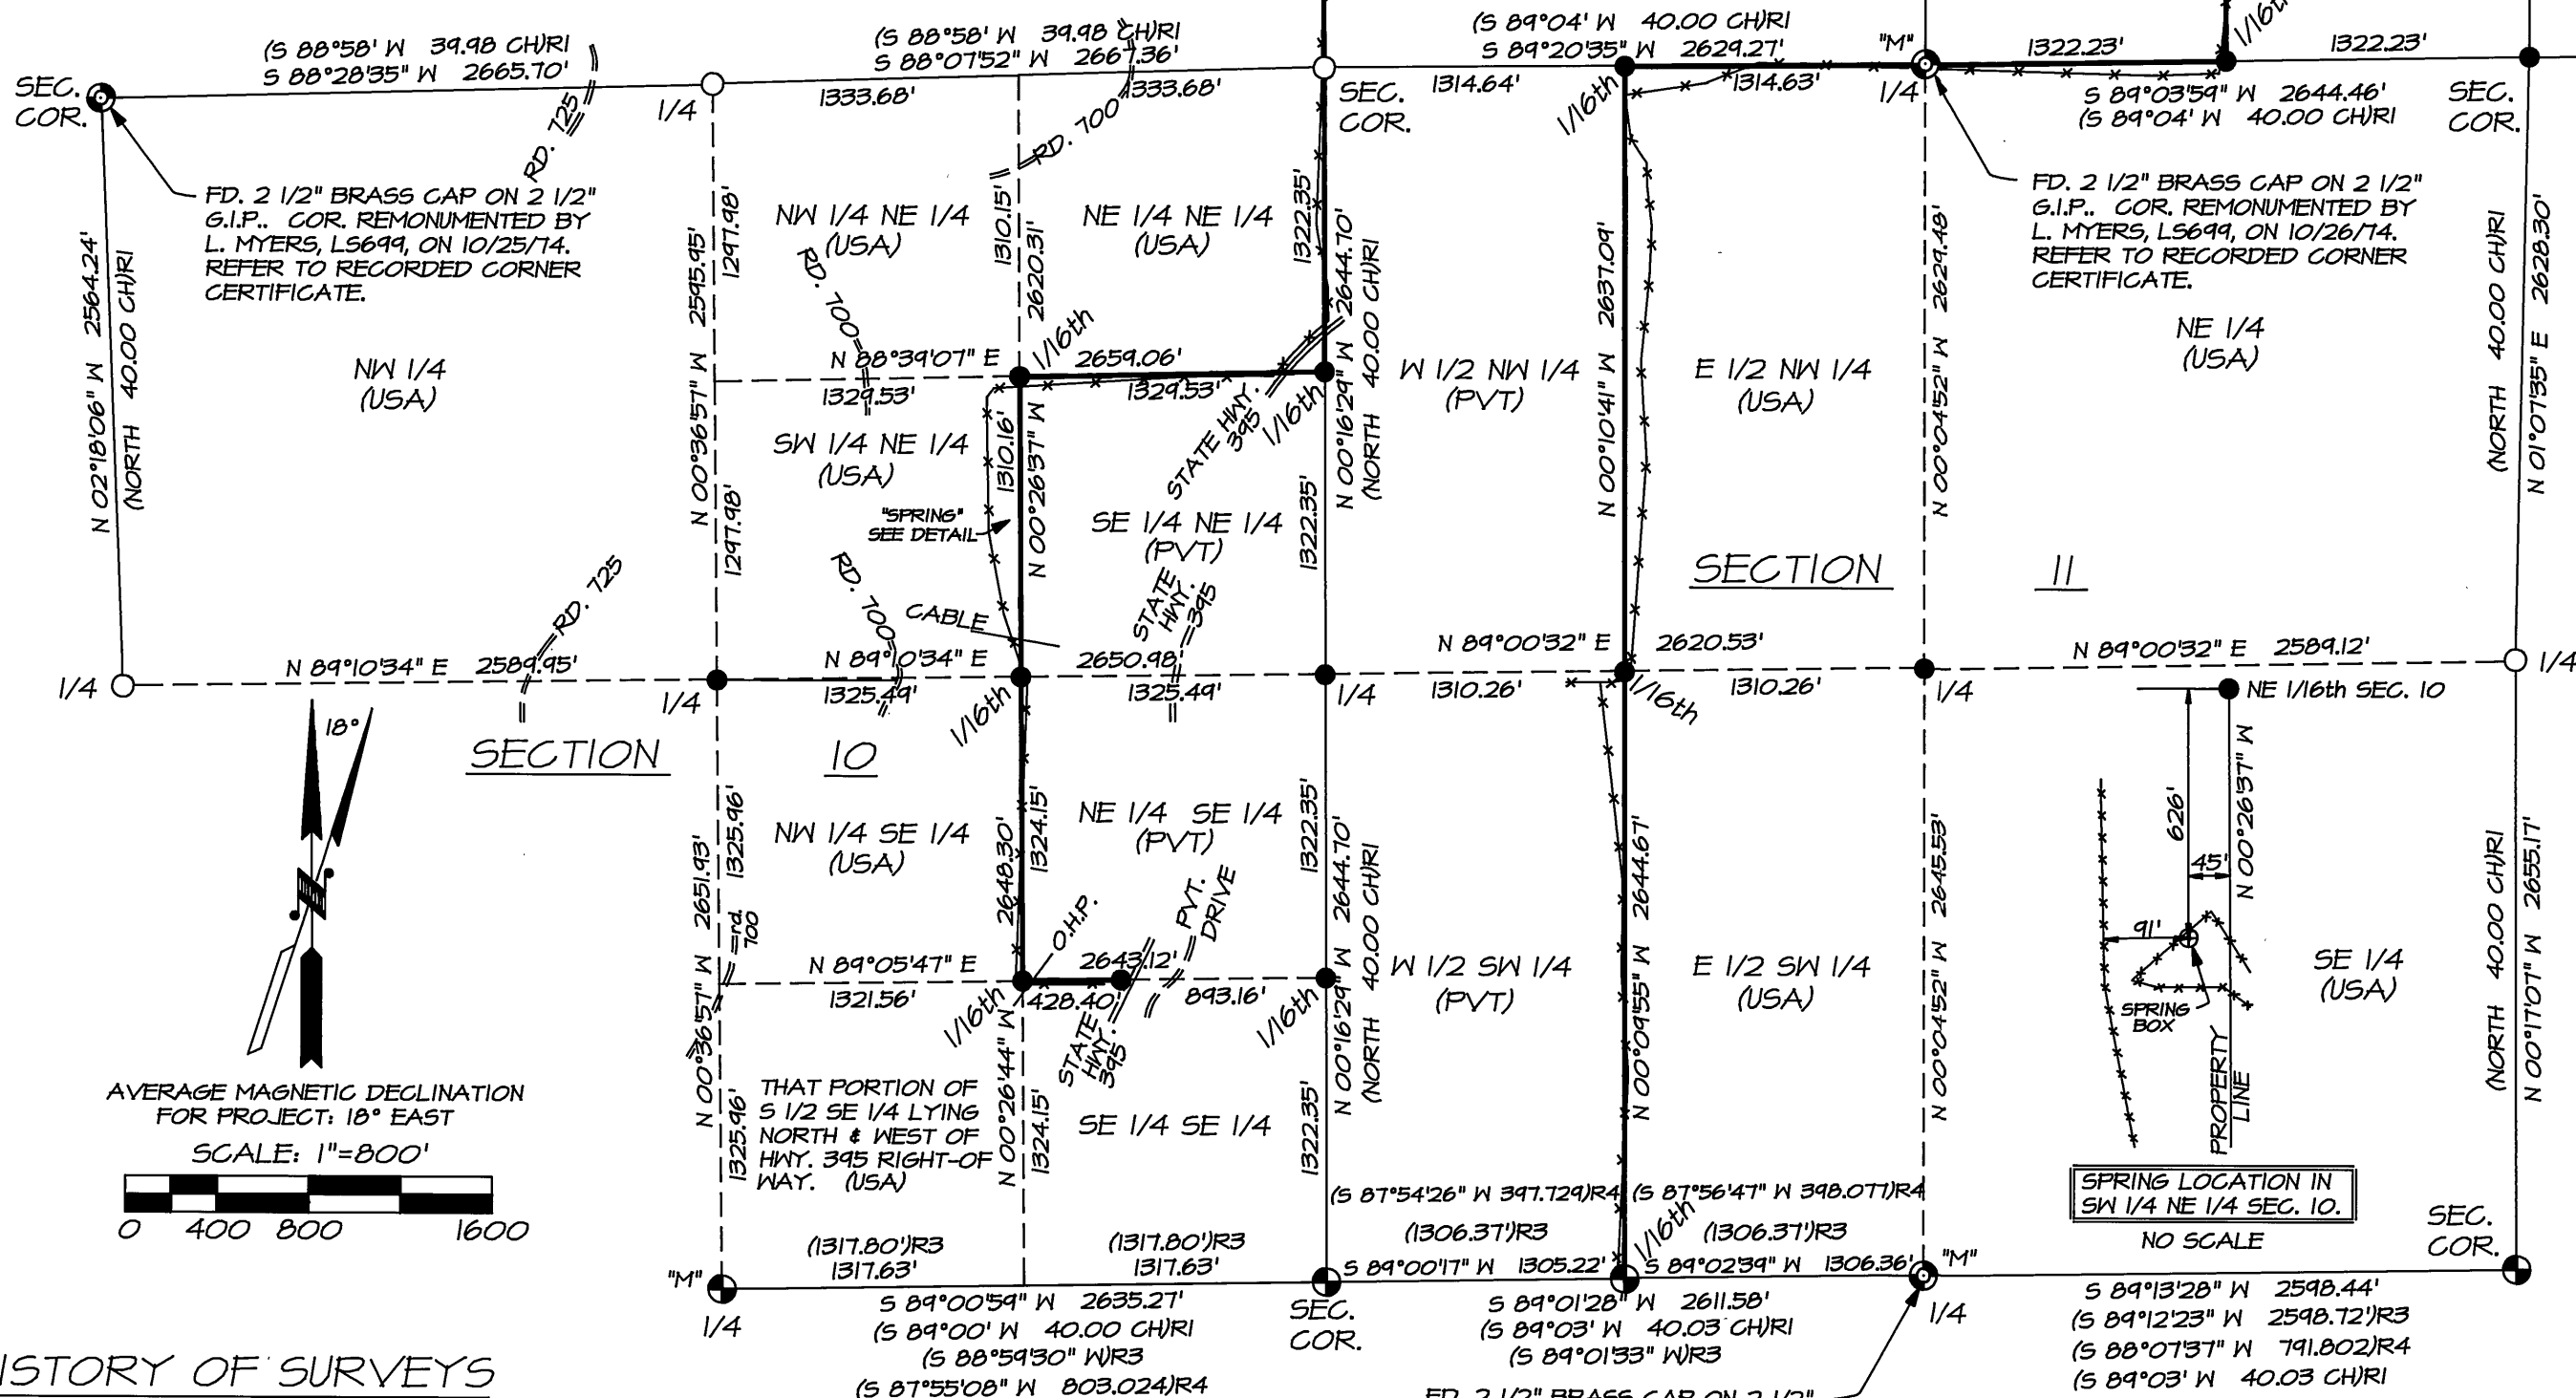 (S 88°58' W 39.98 CH)R1
S 88°28'35" W 2665.70'
(S 88°58' W 39.98 CH)R1
S 88°07'52" W 2667.36'
(S 89°04' W 40.00 CH)R1
S 89°20'35" W 2629.27'
"M"
1322.23'
1/16th
1322.23'
SEC.
COR.
RD. 725
1/4
1333.68'
RD. 700
1333.68'
SEC.
COR.
1314.64'
1/16th
1314.63'
1/4
S 89°03'59" W 2644.46'
(S 89°04' W 40.00 CH)R1
SEC.
COR.
FD. 2 1/2" BRASS CAP ON 2 1/2"
G.I.P.. COR. REMONUMENTED BY
L. MYERS, LS699, ON 10/25/74.
REFER TO RECORDED CORNER
CERTIFICATE.
FD. 2 1/2" BRASS CAP ON 2 1/2"
G.I.P.. COR. REMONUMENTED BY
L. MYERS, LS699, ON 10/26/74.
REFER TO RECORDED CORNER
CERTIFICATE.
N 02°18'06" W 2564.24'
(NORTH 40.00 CH)R1
NW 1/4
(USA)
N 00°36'57" W 2595.95'
1297.98'
1297.98'
NW 1/4 NE 1/4
(USA)
RD. 700
1310.15'
2620.31'
NE 1/4 NE 1/4
(USA)
1322.35'
N 00°16'29" W 2644.70'
(NORTH 40.00 CH)R1
N 88°39'07" E
1/16th
2659.06'
1329.53'
1329.53'
STATE HWY.
395
1/16th
SW 1/4 NE 1/4
(USA)
1310.16'
N 00°26'37" W
"SPRING"
SEE DETAIL
SE 1/4 NE 1/4
(PVT)
1322.35'
STATE
HWY.
395
RD. 700
CABLE
W 1/2 NW 1/4
(PVT)
N 00°10'41" W 2637.09'
E 1/2 NW 1/4
(USA)
N 00°04'52" W 2629.48'
NE 1/4
(USA)
(NORTH 40.00 CH)R1
N 01°07'35" E 2628.30'
SECTION 11
RD. 725
1/4
N 89°10'34" E 2589.95'
1/4
N 89°10'34" E
2650.98'
1325.49'
1/16th
1325.49'
1/4
N 89°00'32" E 2620.53'
1310.26'
1/16th
1310.26'
1/4
N 89°00'32" E 2589.12'
1/4
18°
SECTION 10
N 00°36'57" W 2651.93'
1325.96'
rd.
700
NW 1/4 SE 1/4
(USA)
2648.30'
1324.15'
NE 1/4 SE 1/4
(PVT)
1322.35'
N 00°16'29" W 2644.70'
(NORTH 40.00 CH)R1
PVT.
DRIVE
O.H.P.
N 89°05'47" E
2643.12'
1321.56'
1/16th
428.40'
893.16'
1/16th
STATE
HWY.
395
W 1/2 SW 1/4
(PVT)
N 00°09'55" W 2644.67'
E 1/2 SW 1/4
(USA)
N 00°04'52" W 2645.53'
NE 1/16th SEC. 10
626'
N 00°26'37" W
45'
91'
SPRING
BOX
PROPERTY
LINE
SE 1/4
(USA)
(NORTH 40.00 CH)R1
N 00°17'07" W 2655.17'
SPRING LOCATION IN
SW 1/4 NE 1/4 SEC. 10.
NO SCALE
AVERAGE MAGNETIC DECLINATION
FOR PROJECT: 18° EAST
SCALE: 1"=800'
0 400 800 1600
1325.96'
THAT PORTION OF
S 1/2 SE 1/4 LYING
NORTH & WEST OF
HWY. 395 RIGHT-OF
WAY. (USA)
N 00°26'44" W
1324.15'
SE 1/4 SE 1/4
1322.35'
(S 87°54'26" W 397.729)R4
(S 87°56'47" W 398.077)R4
(1306.37')R3
1/16th
(1306.37')R3
S 89°00'17" W 1305.22'
S 89°02'39" W 1306.36'
"M"
(1317.80')R3
1317.63'
(1317.80')R3
1317.63'
"M"
1/4
S 89°00'59" W 2635.27'
(S 89°00' W 40.00 CH)R1
(S 88°59'30" W)R3
(S 87°55'08" W 803.024)R4
SEC.
COR.
S 89°01'28" W 2611.58'
(S 89°03' W 40.03 CH)R1
(S 89°01'33" W)R3
1/4
SEC.
COR.
S 89°13'28" W 2598.44'
(S 89°12'23" W 2598.72')R3
(S 88°07'37" W 791.802)R4
(S 89°03' W 40.03 CH)R1
ISTORY OF SURVEYS
FD. 2 1/2" BRASS CAP ON 2 1/2"